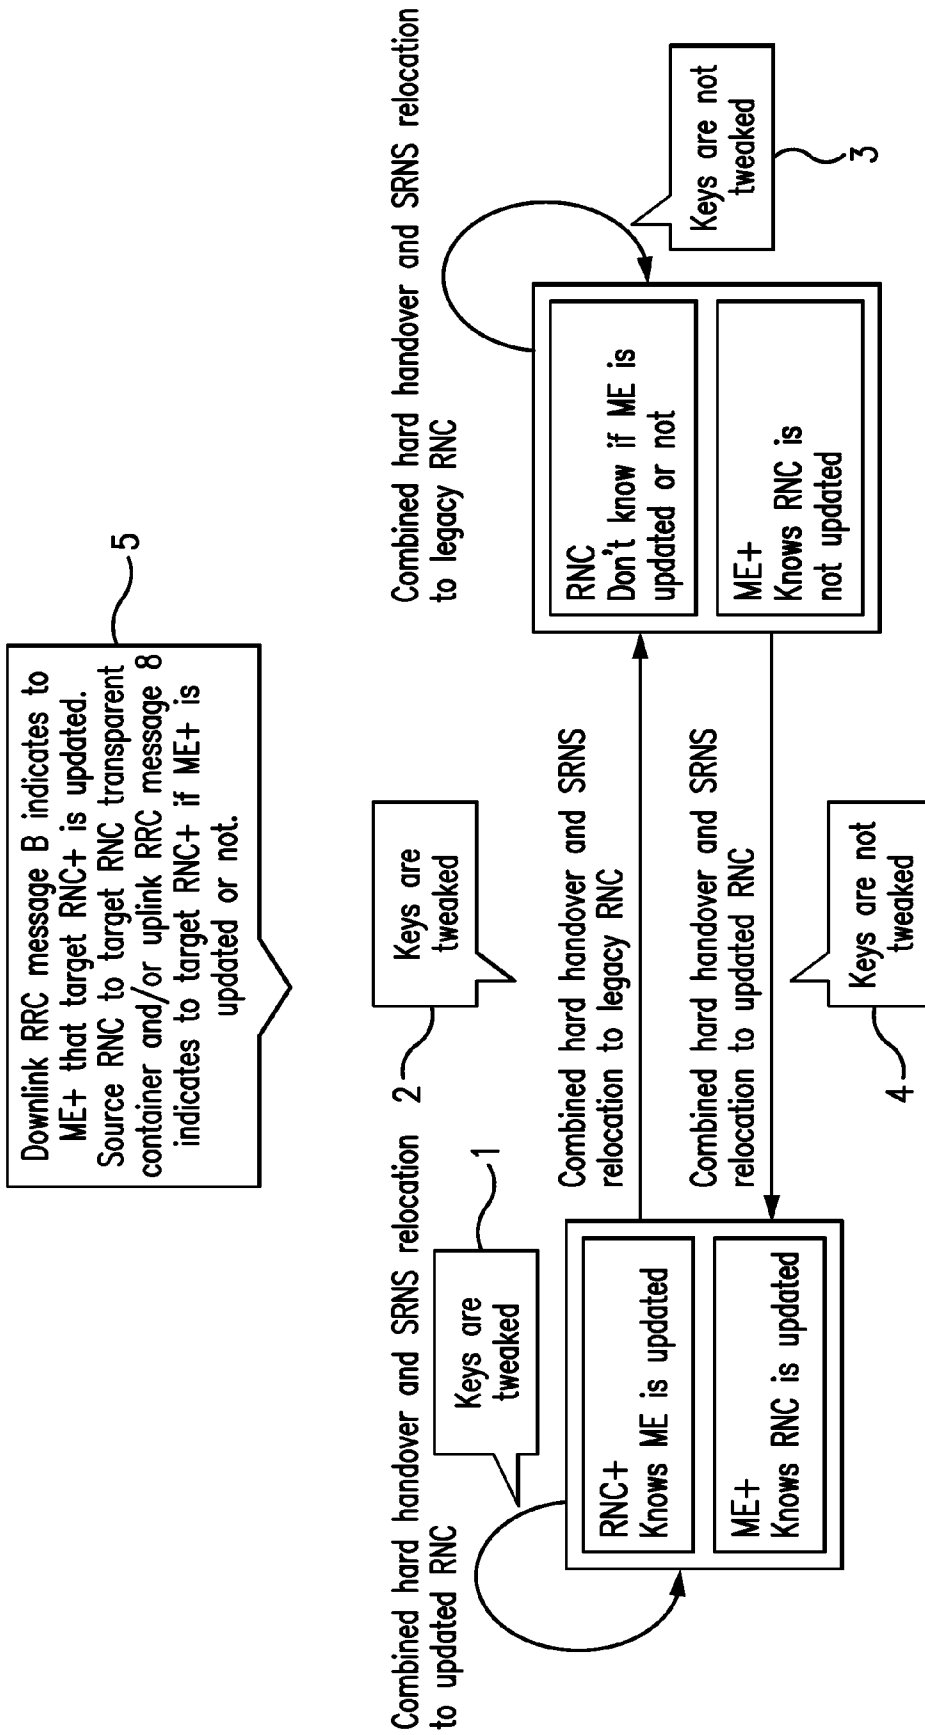 Downlink RRC message B indicates to
ME+ that target RNC+ is updated.
Source RNC to target RNC transparent
container and/or uplink RRC message 8
indicates to target RNC+ if ME+ is
updated or not.
5
Combined hard handover and SRNS relocation
to updated RNC
Keys are
tweaked
1
RNC+
Knows ME is updated
ME+
Knows RNC is updated
Keys are
tweaked
2
Combined hard handover and SRNS
relocation to legacy RNC
Combined hard handover and SRNS
relocation to updated RNC
Keys are not
tweaked
4
Combined hard handover and SRNS relocation
to legacy RNC
Keys are not
tweaked
3
RNC
Don't know if ME is
updated or not
ME+
Knows RNC is
not updated